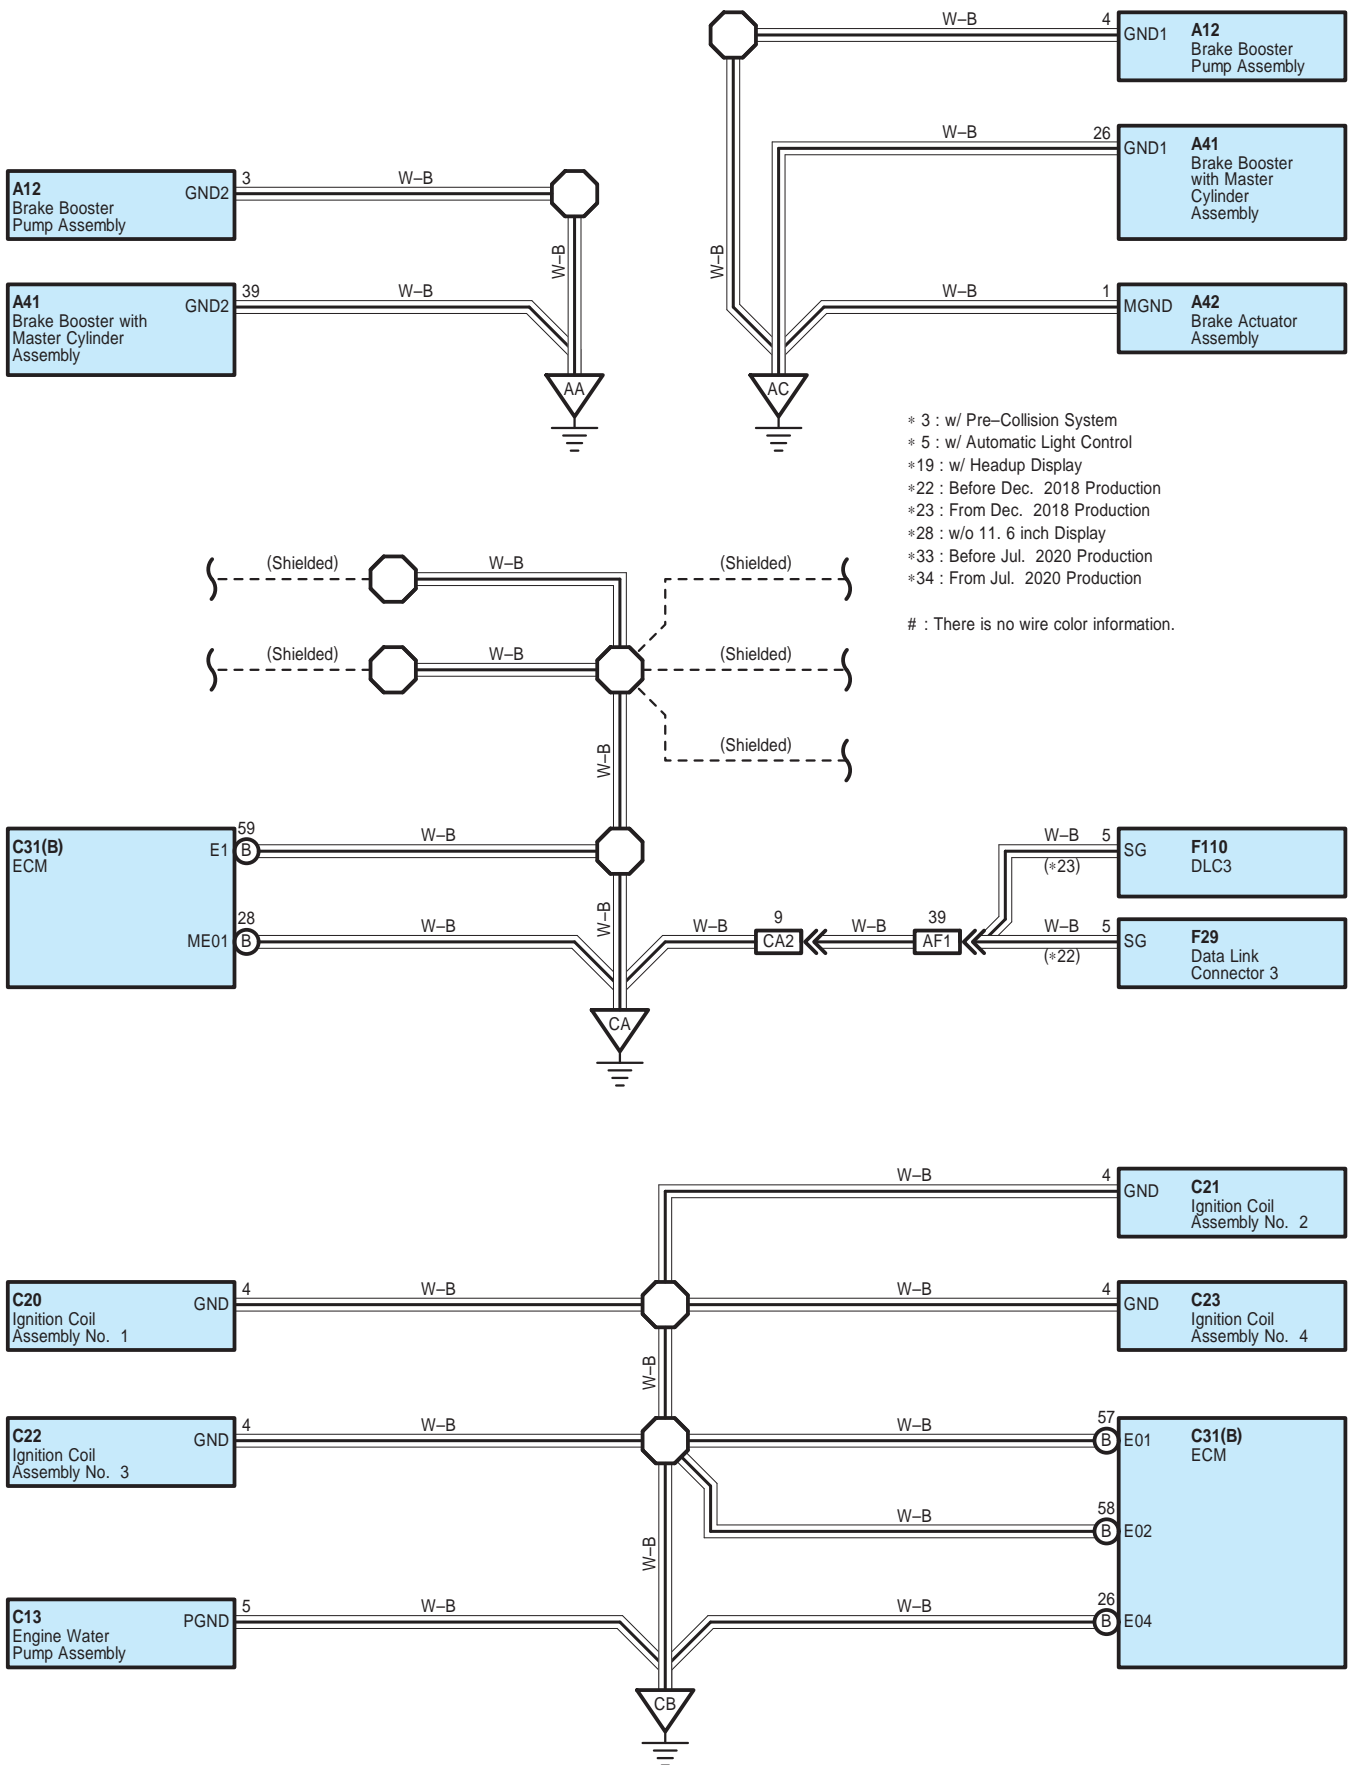 W–B
4
GND1
A12
Brake Booster
Pump Assembly
W–B
26
GND1
A41
Brake Booster
with Master
Cylinder
Assembly
A12
Brake Booster
Pump Assembly
GND2
3
W–B
W–B
W–B
A41
Brake Booster with
Master Cylinder
Assembly
GND2
39
W–B
W–B
1
MGND
A42
Brake Actuator
Assembly
AA
AC
∗ 3 : w/ Pre–Collision System
∗ 5 : w/ Automatic Light Control
∗19 : w/ Headup Display
∗22 : Before Dec. 2018 Production
∗23 : From Dec. 2018 Production
∗28 : w/o 11. 6 inch Display
∗33 : Before Jul. 2020 Production
∗34 : From Jul. 2020 Production
# : There is no wire color information.
(Shielded)
W–B
(Shielded)
(Shielded)
W–B
(Shielded)
(Shielded)
W–B
C31(B)
ECM
E1
59
B
W–B
W–B
5
SG
F110
DLC3
(∗23)
ME01
28
B
W–B
W–B
W–B
9
CA2
W–B
39
AF1
W–B
5
SG
F29
Data Link
Connector 3
(∗22)
CA
W–B
4
GND
C21
Ignition Coil
Assembly No. 2
C20
Ignition Coil
Assembly No. 1
GND
4
W–B
W–B
4
GND
C23
Ignition Coil
Assembly No. 4
W–B
C22
Ignition Coil
Assembly No. 3
GND
4
W–B
W–B
57
B
E01
C31(B)
ECM
W–B
58
B
E02
W–B
C13
Engine Water
Pump Assembly
PGND
5
W–B
W–B
26
B
E04
CB